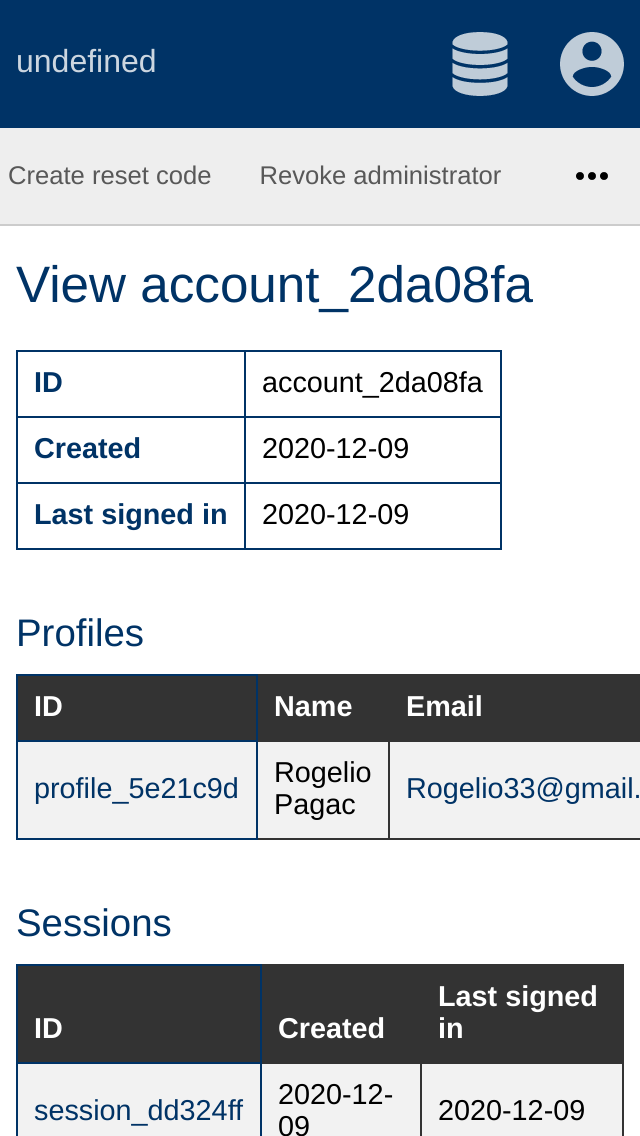 undefined
Create reset code Revoke administrator •••
View account_2da08fa
ID account_2da08fa
Created 2020-12-09
Last signed in 2020-12-09
Profiles
ID Name Email
profile_5e21c9d Rogelio Pagac Rogelio33@gmail.
Sessions
ID Created Last signed in
session_dd324ff 2020-12-09 2020-12-09